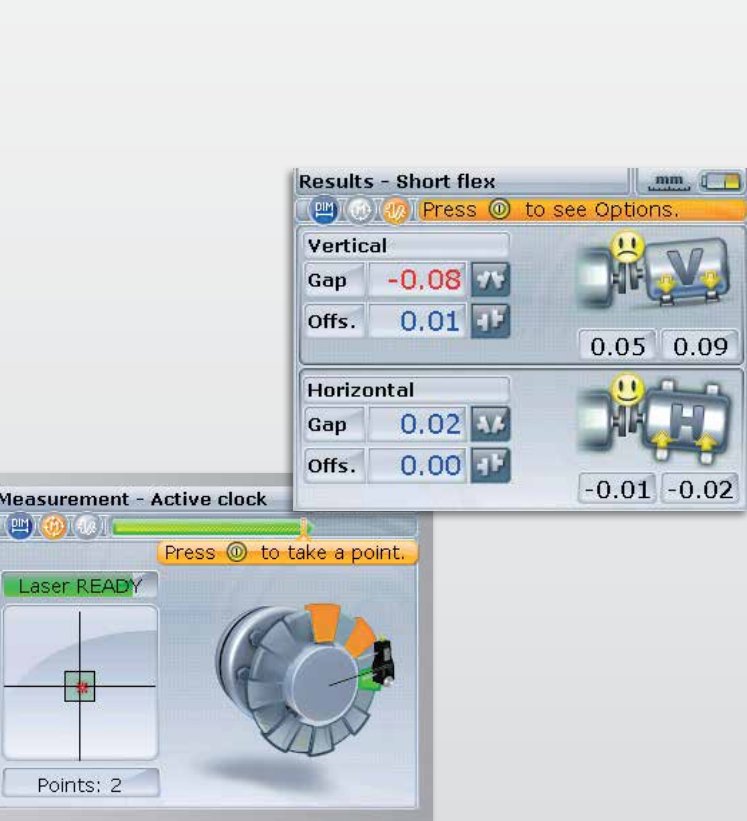 Results - Short flex
mm
DIM
Press to see Options.
Vertical
Gap -0.08
Offs. 0.01
V
0.05 0.09
Horizontal
Gap 0.02
Offs. 0.00
H
-0.01 -0.02
Measurement - Active clock
DIM M
Press to take a point.
Laser READY
Points: 2